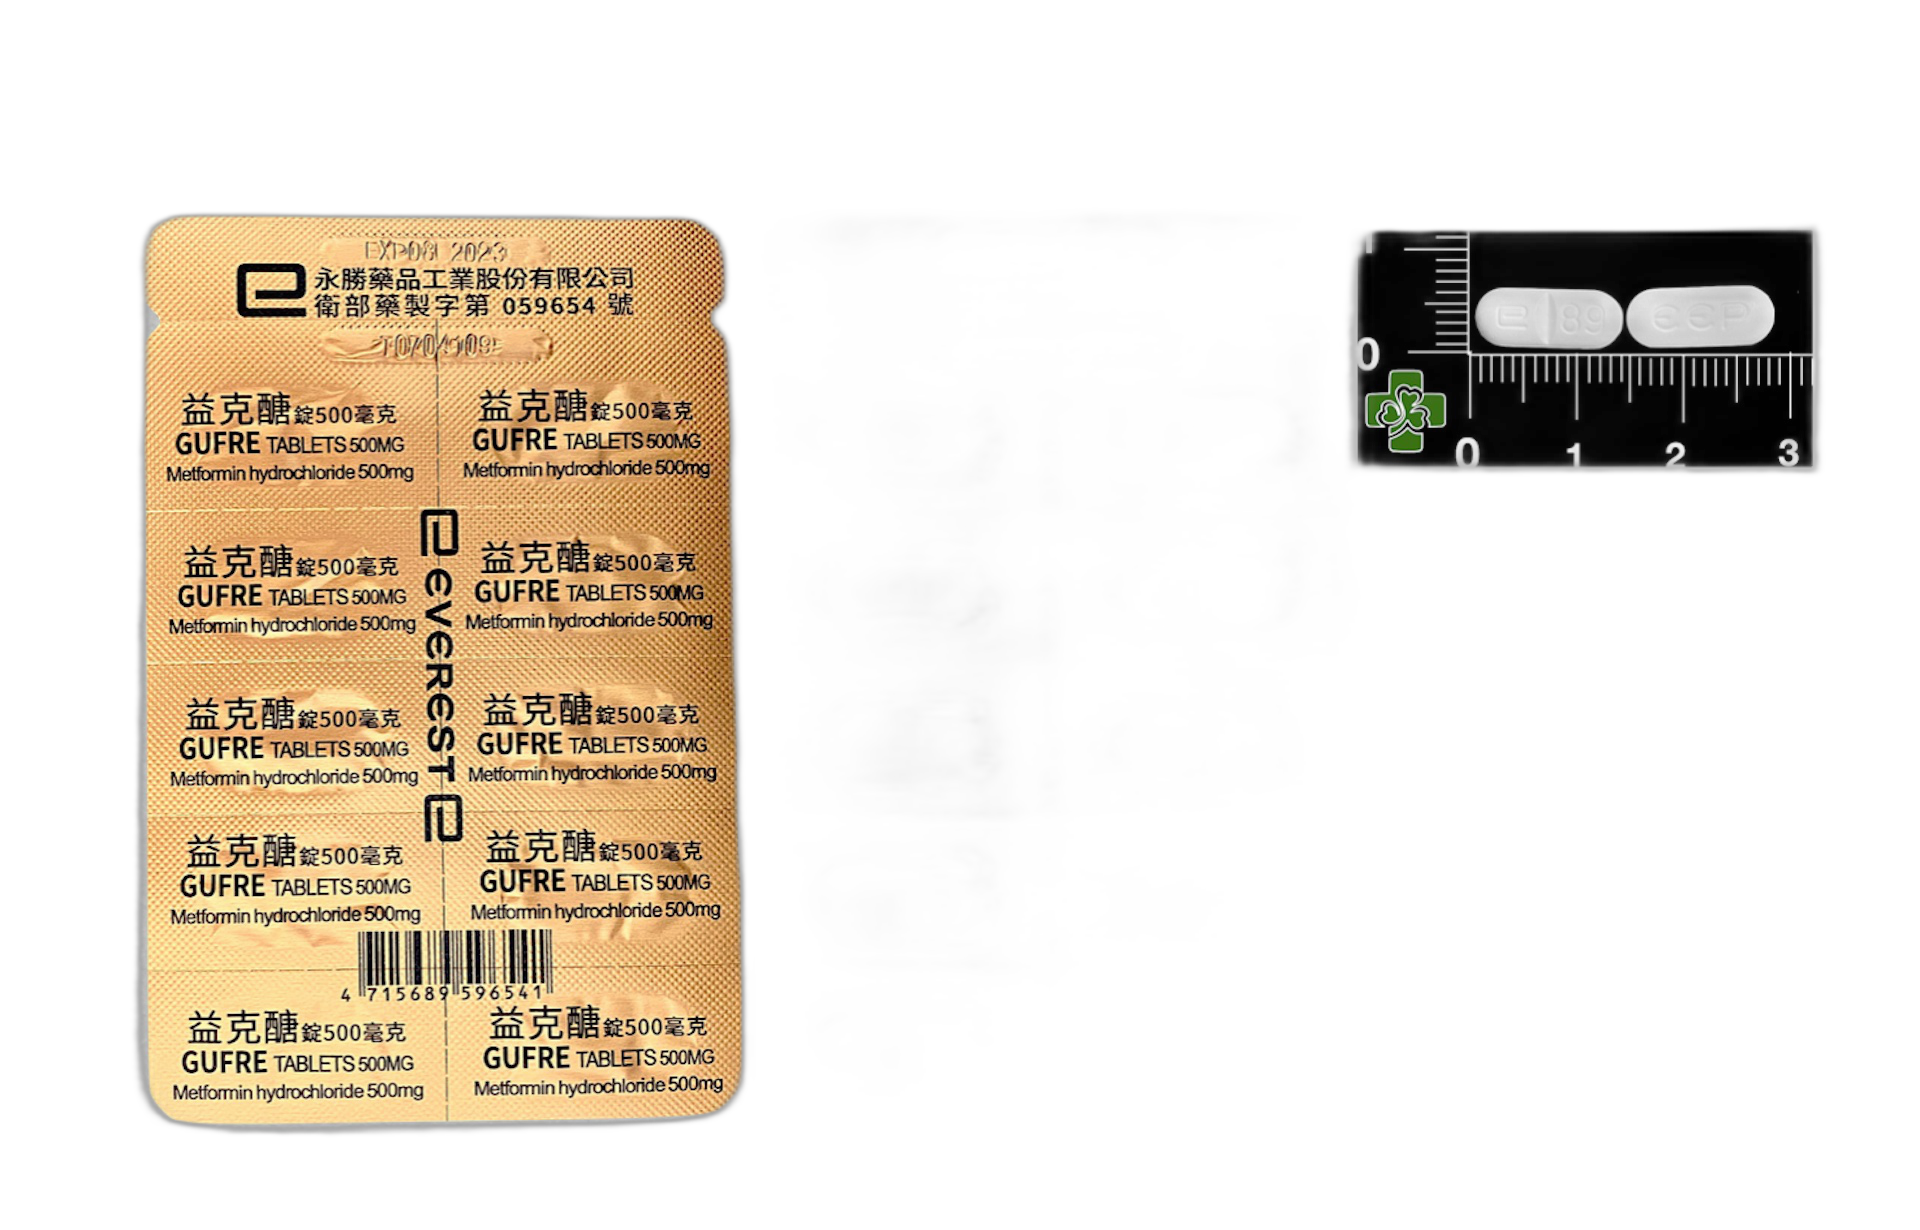 EXP08 2023
永勝藥品工業股份有限公司
衛部藥製字第 059654 號
益克醣錠500毫克
GUFRE TABLETS 500MG
Metformin hydrochloride 500mg
益克醣錠500毫克
GUFRE TABLETS 500MG
Metformin hydrochloride 500mg
益克醣錠500毫克
GUFRE TABLETS 500MG
Metformin hydrochloride 500mg
益克醣錠500毫克
GUFRE TABLETS 500MG
Metformin hydrochloride 500mg
EVEREST
益克醣錠500毫克
GUFRE TABLETS 500MG
Metformin hydrochloride 500mg
益克醣錠500毫克
GUFRE TABLETS 500MG
Metformin hydrochloride 500mg
益克醣錠500毫克
GUFRE TABLETS 500MG
Metformin hydrochloride 500mg
益克醣錠500毫克
GUFRE TABLETS 500MG
Metformin hydrochloride 500mg
4 715689 596541
益克醣錠500毫克
GUFRE TABLETS 500MG
Metformin hydrochloride 500mg
益克醣錠500毫克
GUFRE TABLETS 500MG
Metformin hydrochloride 500mg
e 89
EEP
0
0 1 2 3